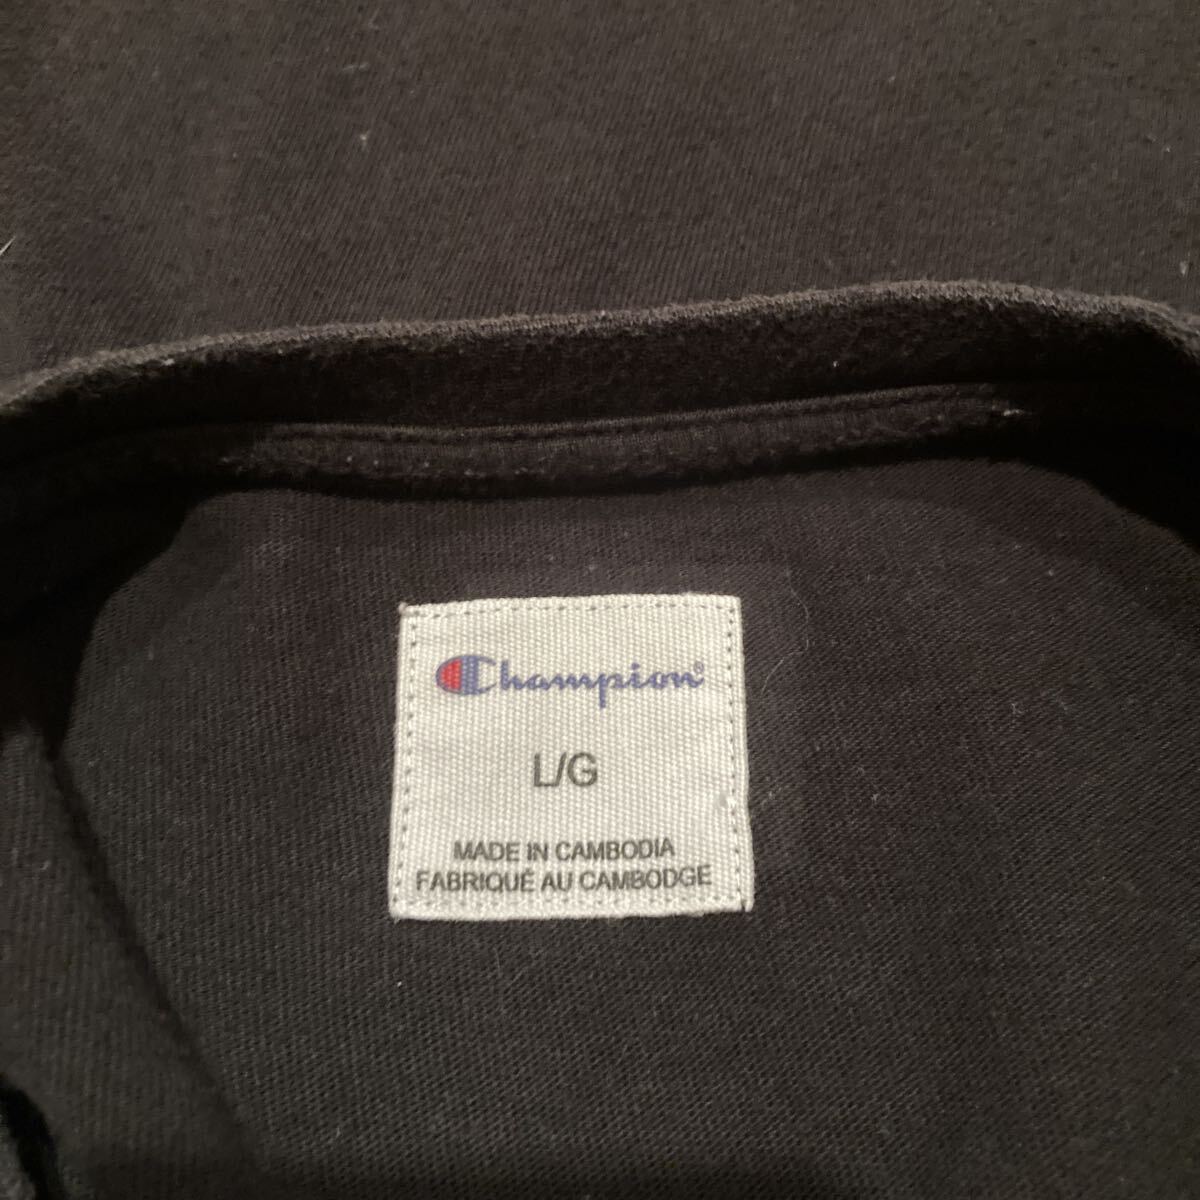 Champion®
L/G
MADE IN CAMBODIA
FABRIQUÉ AU CAMBODGE